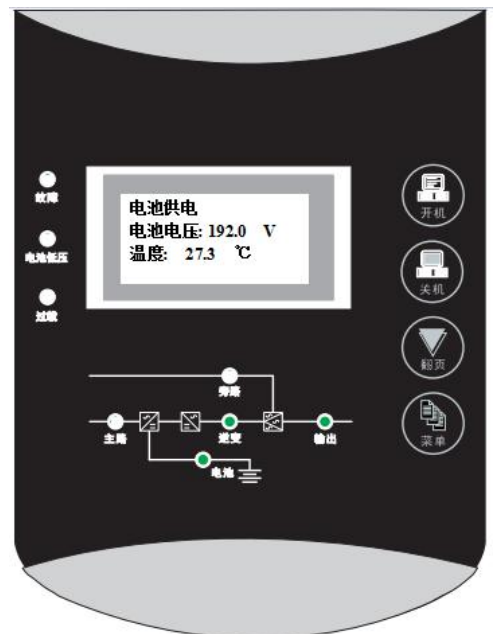 电池供电
电池电压: 192.0 V
温度: 27.3 ℃
故障
电池低压
过载
开机
关机
翻页
菜单
旁路
主路
逆变
输出
电池